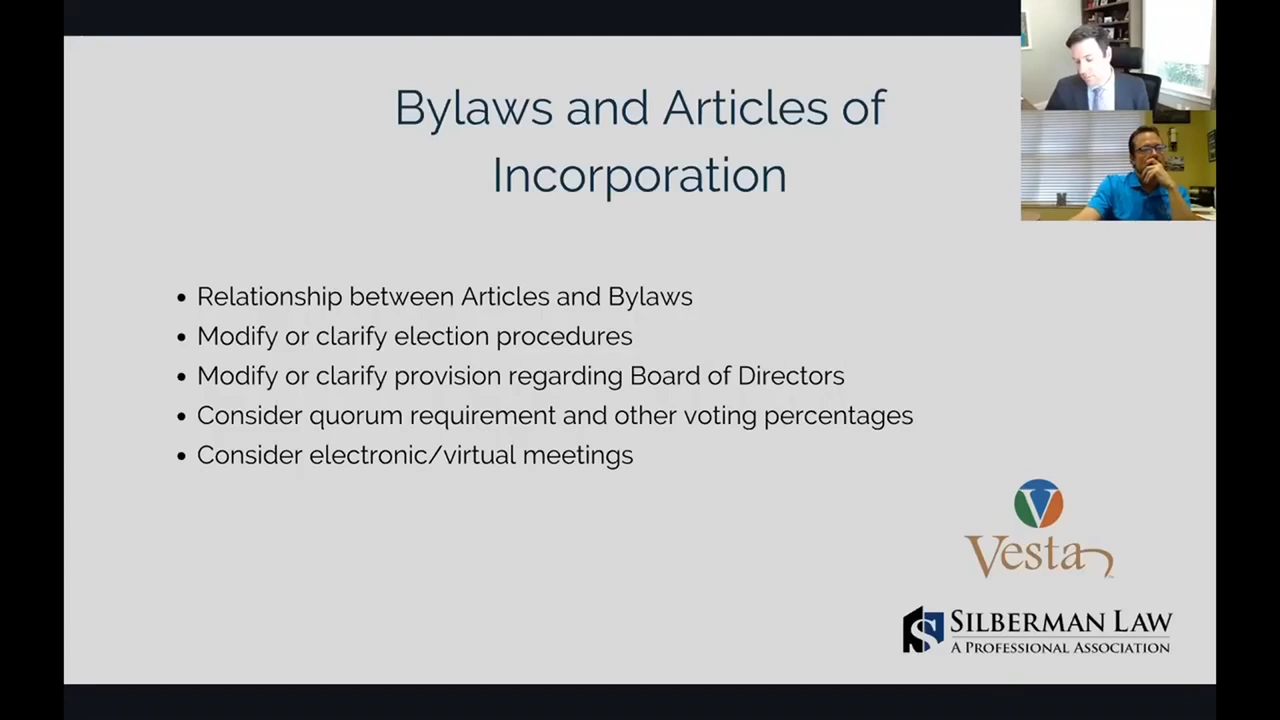 Bylaws and Articles of
Incorporation
• Relationship between Articles and Bylaws
• Modify or clarify election procedures
• Modify or clarify provision regarding Board of Directors
• Consider quorum requirement and other voting percentages
• Consider electronic/virtual meetings
V
Vesta
S
SILBERMAN LAW
A PROFESSIONAL ASSOCIATION